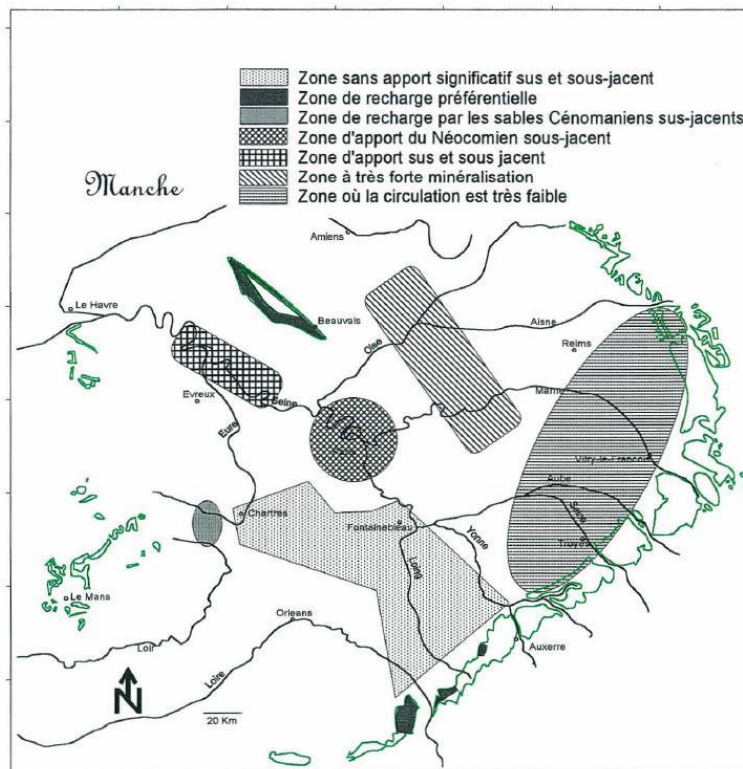 Zone sans apport significatif sus et sous-jacent
Zone de recharge préférentielle
Zone de recharge par les sables Cénomaniens sus-jacents
Zone d'apport du Néocomien sous-jacent
Zone d'apport sus et sous jacent
Zone à très forte minéralisation
Zone où la circulation est très faible
Manche
Amiens
Le Havre
Beauvais
Oise
Aisne
Reims
Evreux
Seine
Marne
Eure
Paris
Vitry-le-François
Aube
Seine
Chartres
Fontainebleau
Yonne
Troyes
Loing
Le Mans
Orleans
Auxerre
Loir
Loire
N
20 Km